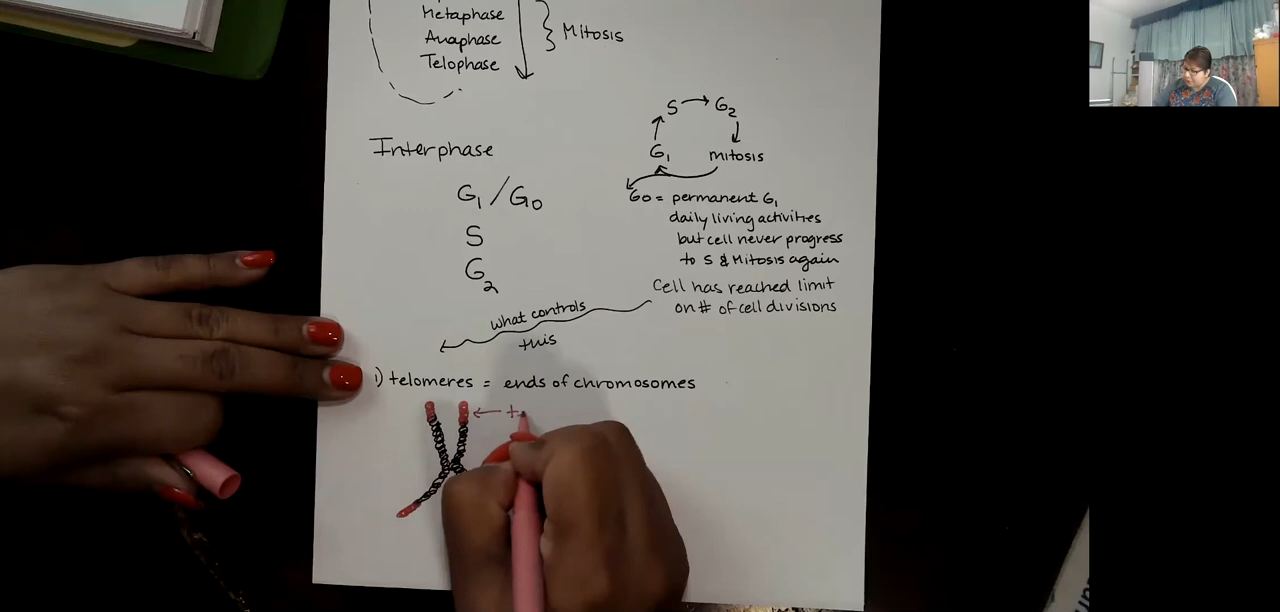 Metaphase
Anaphase
Telophase
Mitosis
S → G2
G1 mitosis
Interphase
G1/G0
S
G2
G0 = permanent G1
daily living activities
but cell never progress
to S & Mitosis again
Cell has reached limit
on # of cell divisions
what controls
this
1) telomeres = ends of chromosomes